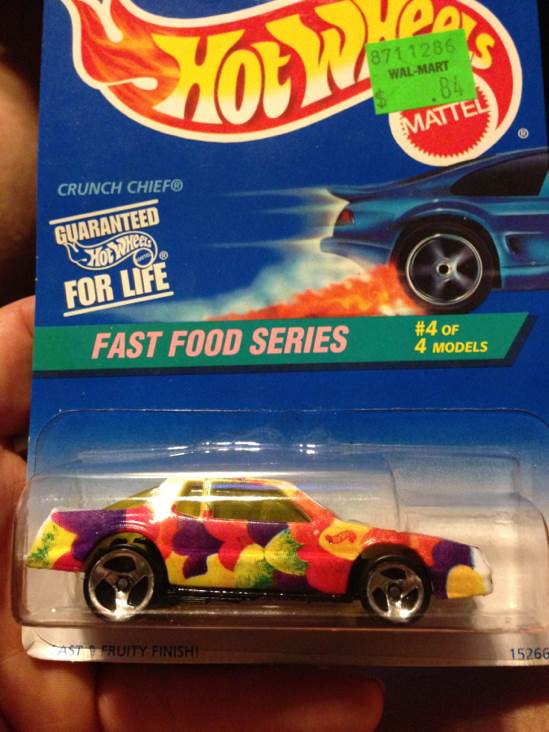 HOT WHEELS
8711286
WAL-MART
$ .84
MATTEL
®
CRUNCH CHIEF®
GUARANTEED
HOT WHEELS ®
FOR LIFE
FAST FOOD SERIES
#4 OF
4 MODELS
FRUITY FINISH!
15266